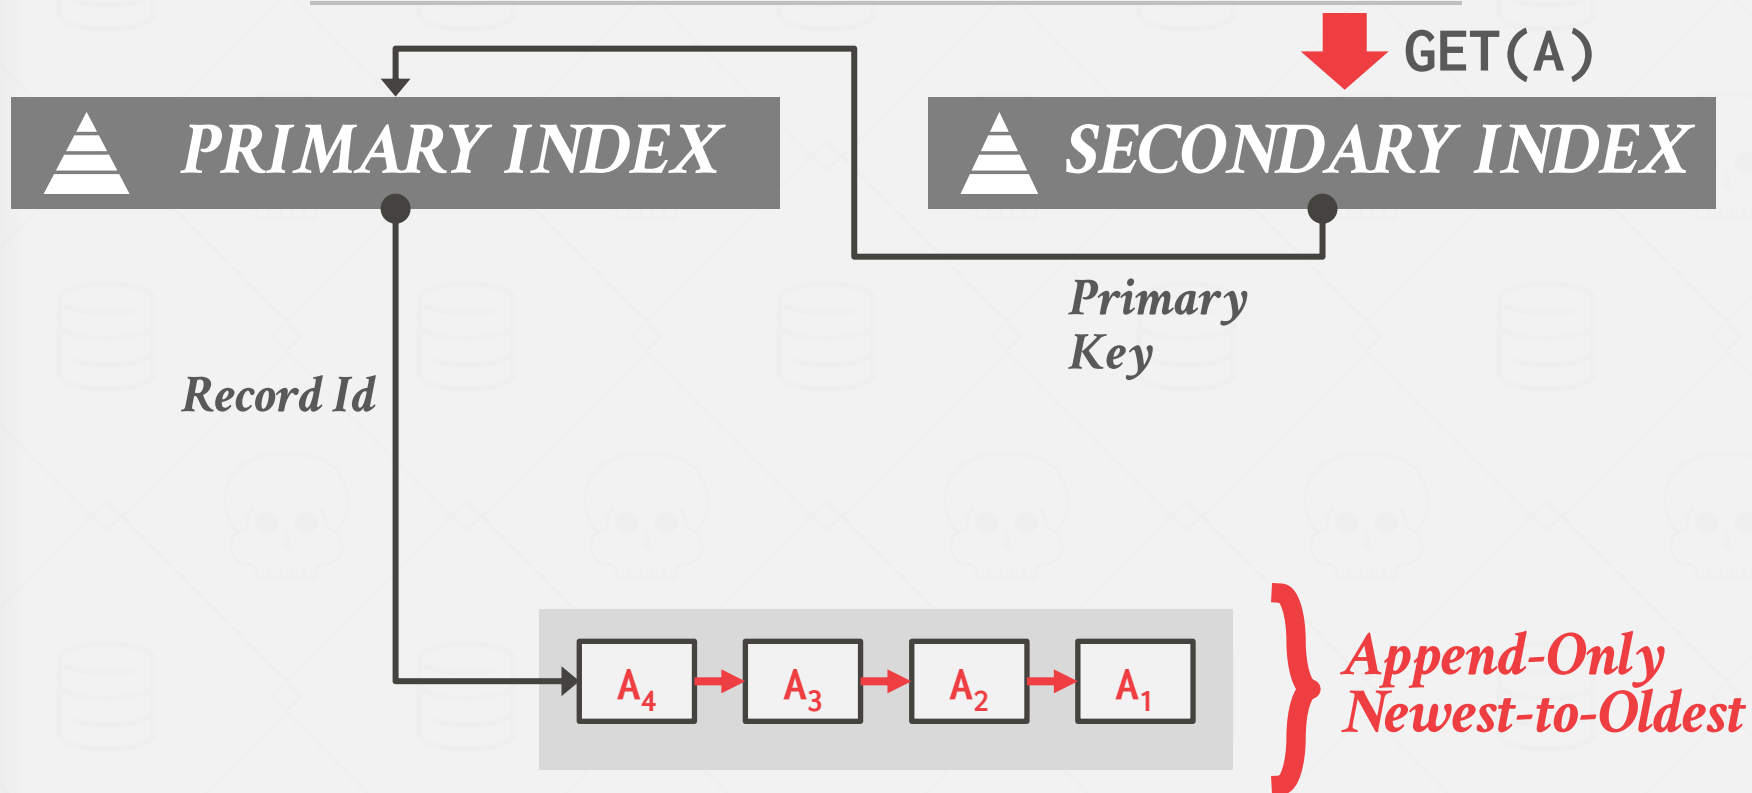 GET(A)
PRIMARY INDEX
SECONDARY INDEX
Primary
Key
Record Id
A4
A3
A2
A1
Append-Only
Newest-to-Oldest